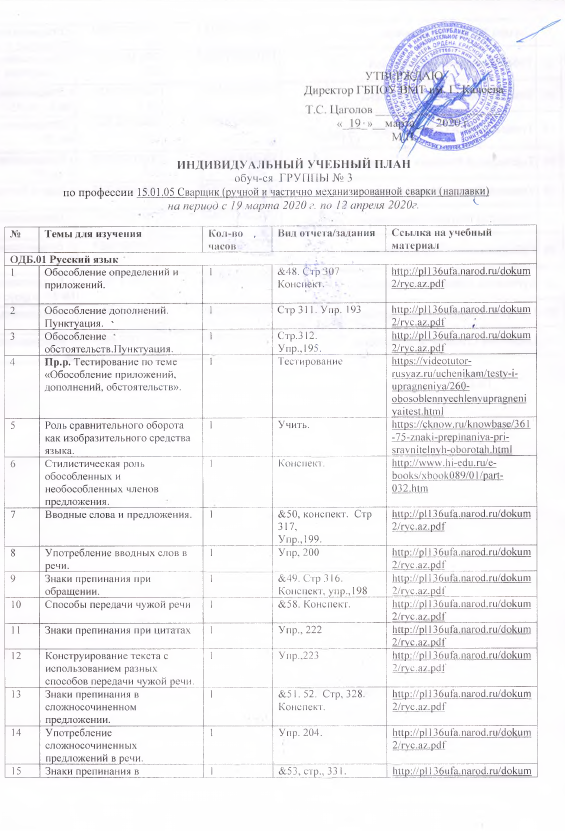 УТВЕРЖДАЮ
Директор ГБПОУ
Т.С. Цаголов
« 19 » марта 2020 г.
ИНДИВИДУАЛЬНЫЙ УЧЕБНЫЙ ПЛАН
обуч-ся ГРУППЫ № 3
по профессии 15.01.05 Сварщик (ручной и частично механизированной сварки (наплавки)
на период с 19 марта 2020 г. по 12 апреля 2020г.
№ Темы для изучения Кол-во часов Вид отчета/задания Ссылка на учебный материал
ОДБ.01 Русский язык
1 Обособление определений и приложений. 1 &48. Стр 307 Конспект. http://pl136ufa.narod.ru/dokum2/ryc.az.pdf
2 Обособление дополнений. Пунктуация. 1 Стр 311. Упр. 193 http://pl136ufa.narod.ru/dokum2/ryc.az.pdf
3 Обособление обстоятельств.Пунктуация. 1 Стр.312. Упр.,195. http://pl136ufa.narod.ru/dokum2/ryc.az.pdf
4 Пр.р. Тестирование по теме «Обособление приложений, дополнений, обстоятельств». 1 Тестирование https://videotutor-rusyaz.ru/uchenikam/testy-i-upragneniya/260-obosoblennyechlenyupragneniyaitest.html
5 Роль сравнительного оборота как изобразительного средства языка. 1 Учить. https://cknow.ru/knowbase/361-75-znaki-prepinaniya-pri-sravnitelnyh-oborotah.html
6 Стилистическая роль обособленных и необособленных членов предложения. 1 Конспект. http://www.hi-edu.ru/e-books/xbook089/01/part-032.htm
7 Вводные слова и предложения. 1 &50, конспект. Стр 317, Упр.,199. http://pl136ufa.narod.ru/dokum2/ryc.az.pdf
8 Употребление вводных слов в речи. 1 Упр, 200 http://pl136ufa.narod.ru/dokum2/ryc.az.pdf
9 Знаки препинания при обращении. 1 &49. Стр 316. Конспект, упр.,198 http://pl136ufa.narod.ru/dokum2/ryc.az.pdf
10 Способы передачи чужой речи 1 &58. Конспект. http://pl136ufa.narod.ru/dokum2/ryc.az.pdf
11 Знаки препинания при цитатах 1 Упр., 222 http://pl136ufa.narod.ru/dokum2/ryc.az.pdf
12 Конструирование текста с использованием разных способов передачи чужой речи. 1 Упр.,223 http://pl136ufa.narod.ru/dokum2/ryc.az.pdf
13 Знаки препинания в сложносочиненном предложении. 1 &51. 52. Стр, 328. Конспект. http://pl136ufa.narod.ru/dokum2/ryc.az.pdf
14 Употребление сложносочиненных предложений в речи. 1 Упр. 204. http://pl136ufa.narod.ru/dokum2/ryc.az.pdf
15 Знаки препинания в 1 &53, стр., 331. http://pl136ufa.narod.ru/dokum